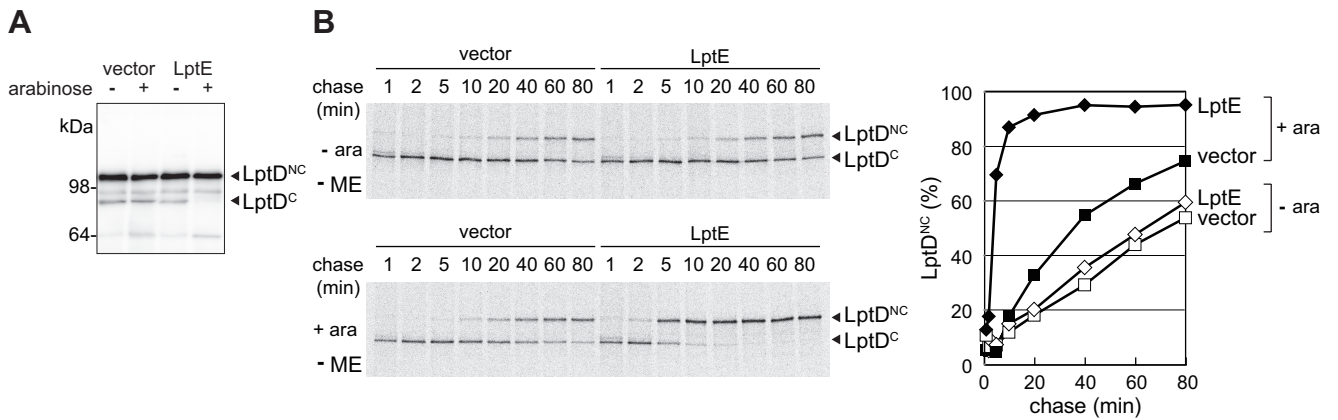 A
vector LptE
arabinose - + - +
kDa
98-
64-
LptD^NC
LptD^C
B
vector LptE
chase 1 2 5 10 20 40 60 80 1 2 5 10 20 40 60 80
(min)
- ara
- ME
LptD^NC
LptD^C
vector LptE
chase 1 2 5 10 20 40 60 80 1 2 5 10 20 40 60 80
(min)
+ ara
- ME
LptD^NC
LptD^C
LptD^NC (%)
100
80
60
40
20
0
0 20 40 60 80
chase (min)
LptE
vector
+ ara
LptE
vector
- ara